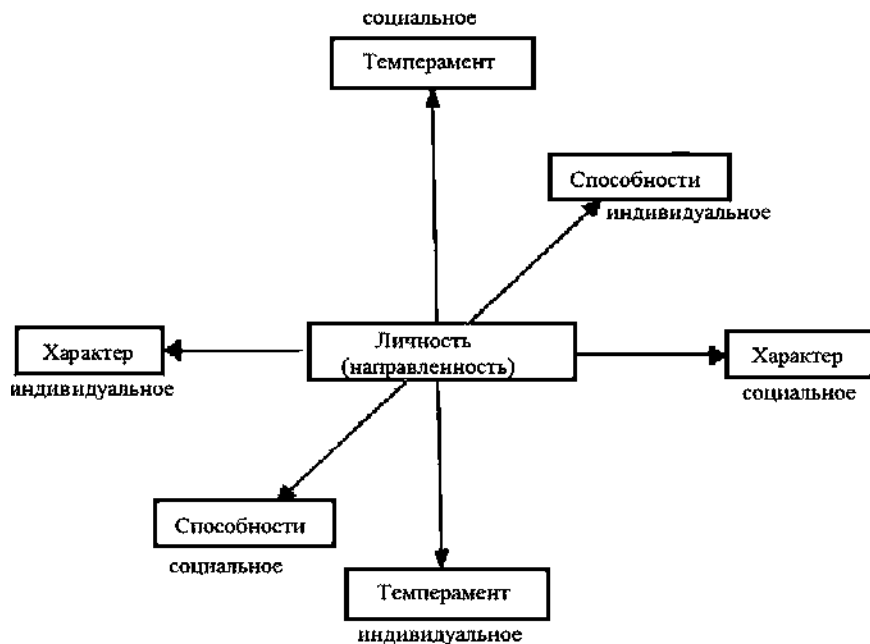 социальное
Темперамент
Способности
индивидуальное
Личность
(направленность)
Характер
индивидуальное
Характер
социальное
Способности
социальное
Темперамент
индивидуальное